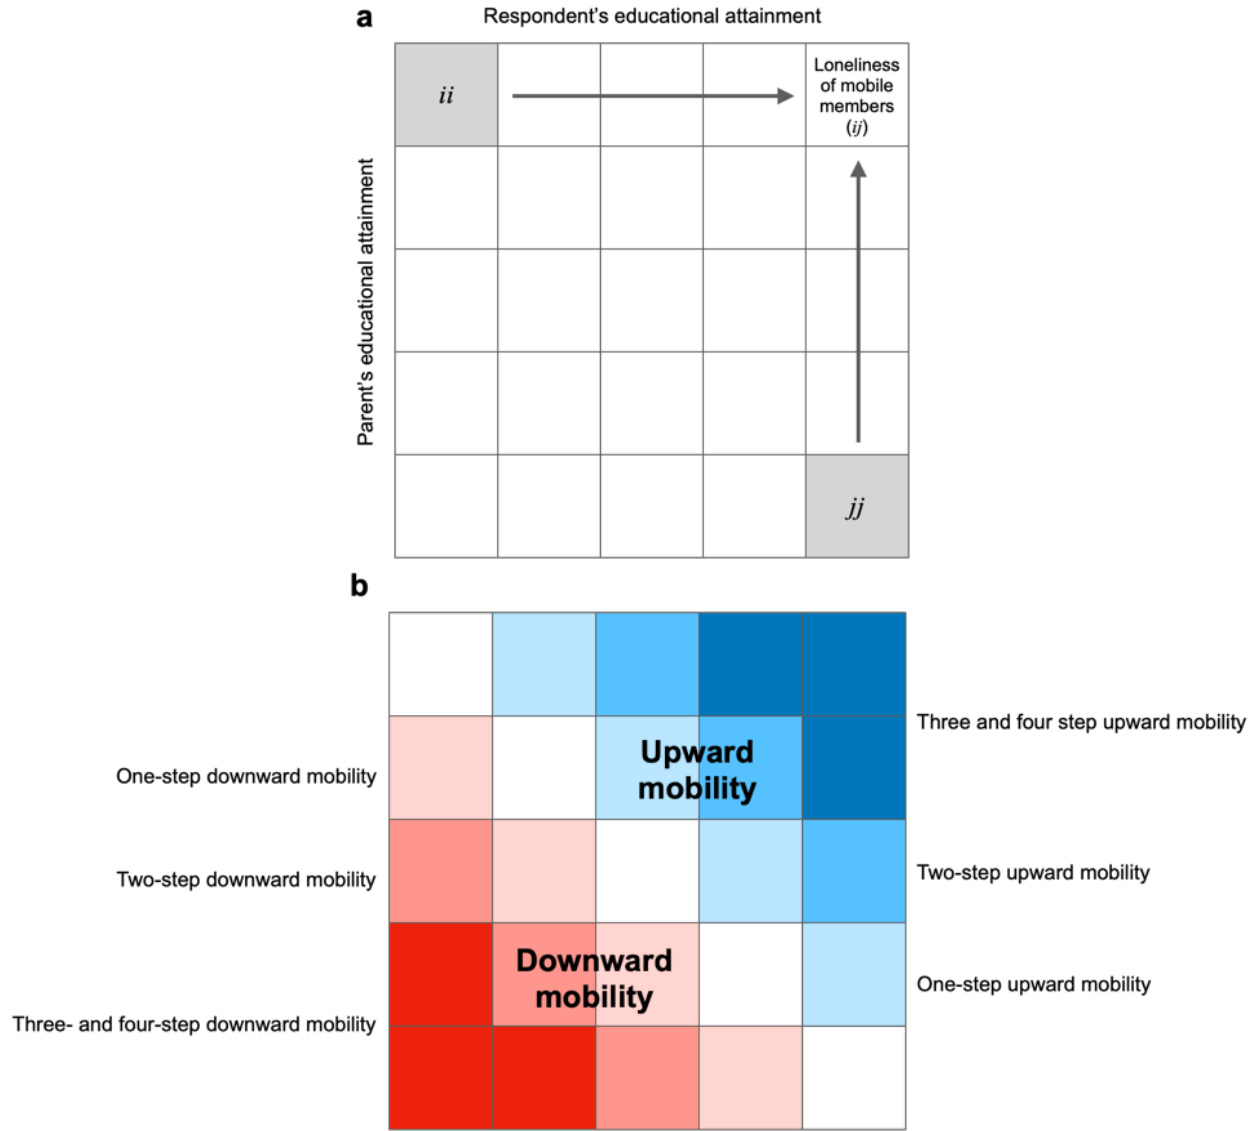 a
Respondent's educational attainment
ii
Loneliness
of mobile
members
(ij)
Parent's educational attainment
jj
b
Three and four step upward mobility
Upward
mobility
One-step downward mobility
Two-step upward mobility
Two-step downward mobility
Downward
mobility
One-step upward mobility
Three- and four-step downward mobility